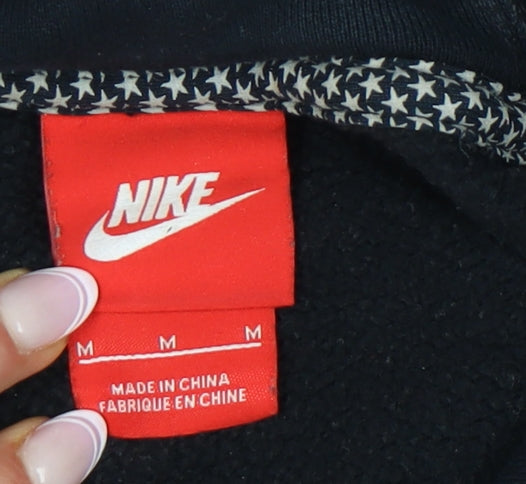 NIKE
M M M
MADE IN CHINA
FABRIQUE EN CHINE